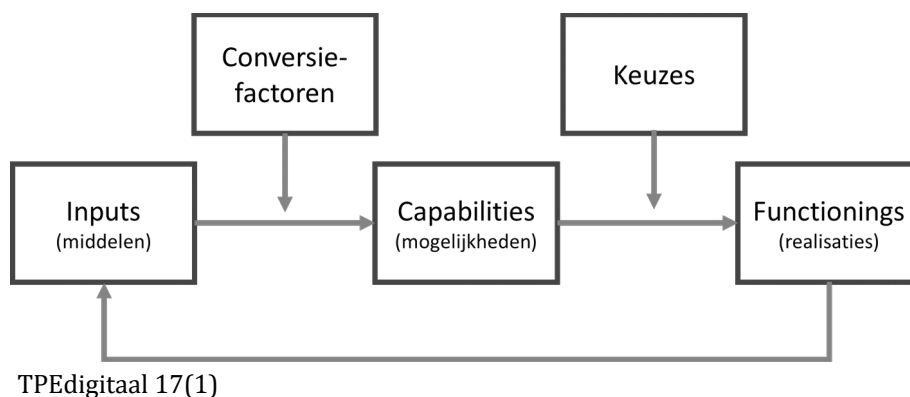 Conversie-
factoren
Keuzes
Inputs
(middelen)
Capabilities
(mogelijkheden)
Functionings
(realisaties)
TPEdigitaal 17(1)